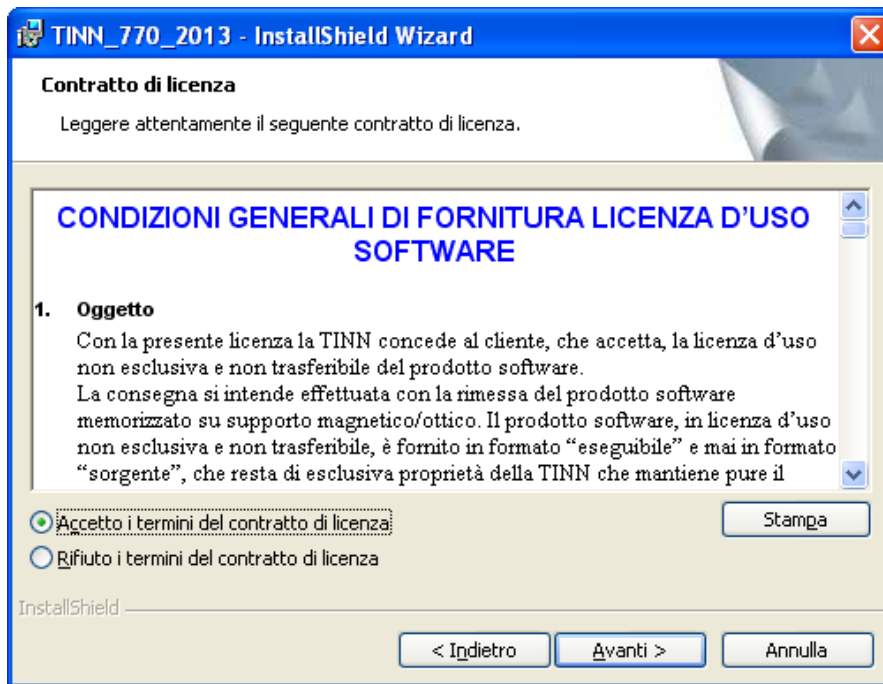 TINN_770_2013 - InstallShield Wizard
Contratto di licenza
Leggere attentamente il seguente contratto di licenza.
CONDIZIONI GENERALI DI FORNITURA LICENZA D’USO
SOFTWARE
1. Oggetto
Con la presente licenza la TINN concede al cliente, che accetta, la licenza d’uso
non esclusiva e non trasferibile del prodotto software.
La consegna si intende effettuata con la rimessa del prodotto software
memorizzato su supporto magnetico/ottico. Il prodotto software, in licenza d’uso
non esclusiva e non trasferibile, è fornito in formato “eseguibile” e mai in formato
“sorgente”, che resta di esclusiva proprietà della TINN che mantiene pure il
Accetto i termini del contratto di licenza
Stampa
Rifiuto i termini del contratto di licenza
InstallShield
< Indietro
Avanti >
Annulla